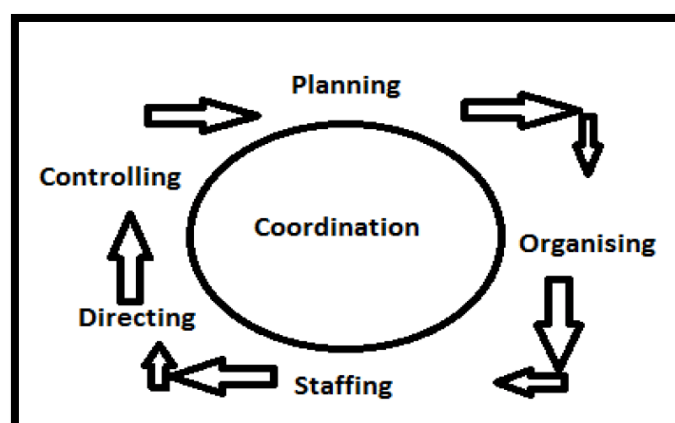 Planning
Controlling
Coordination
Organising
Directing
Staffing